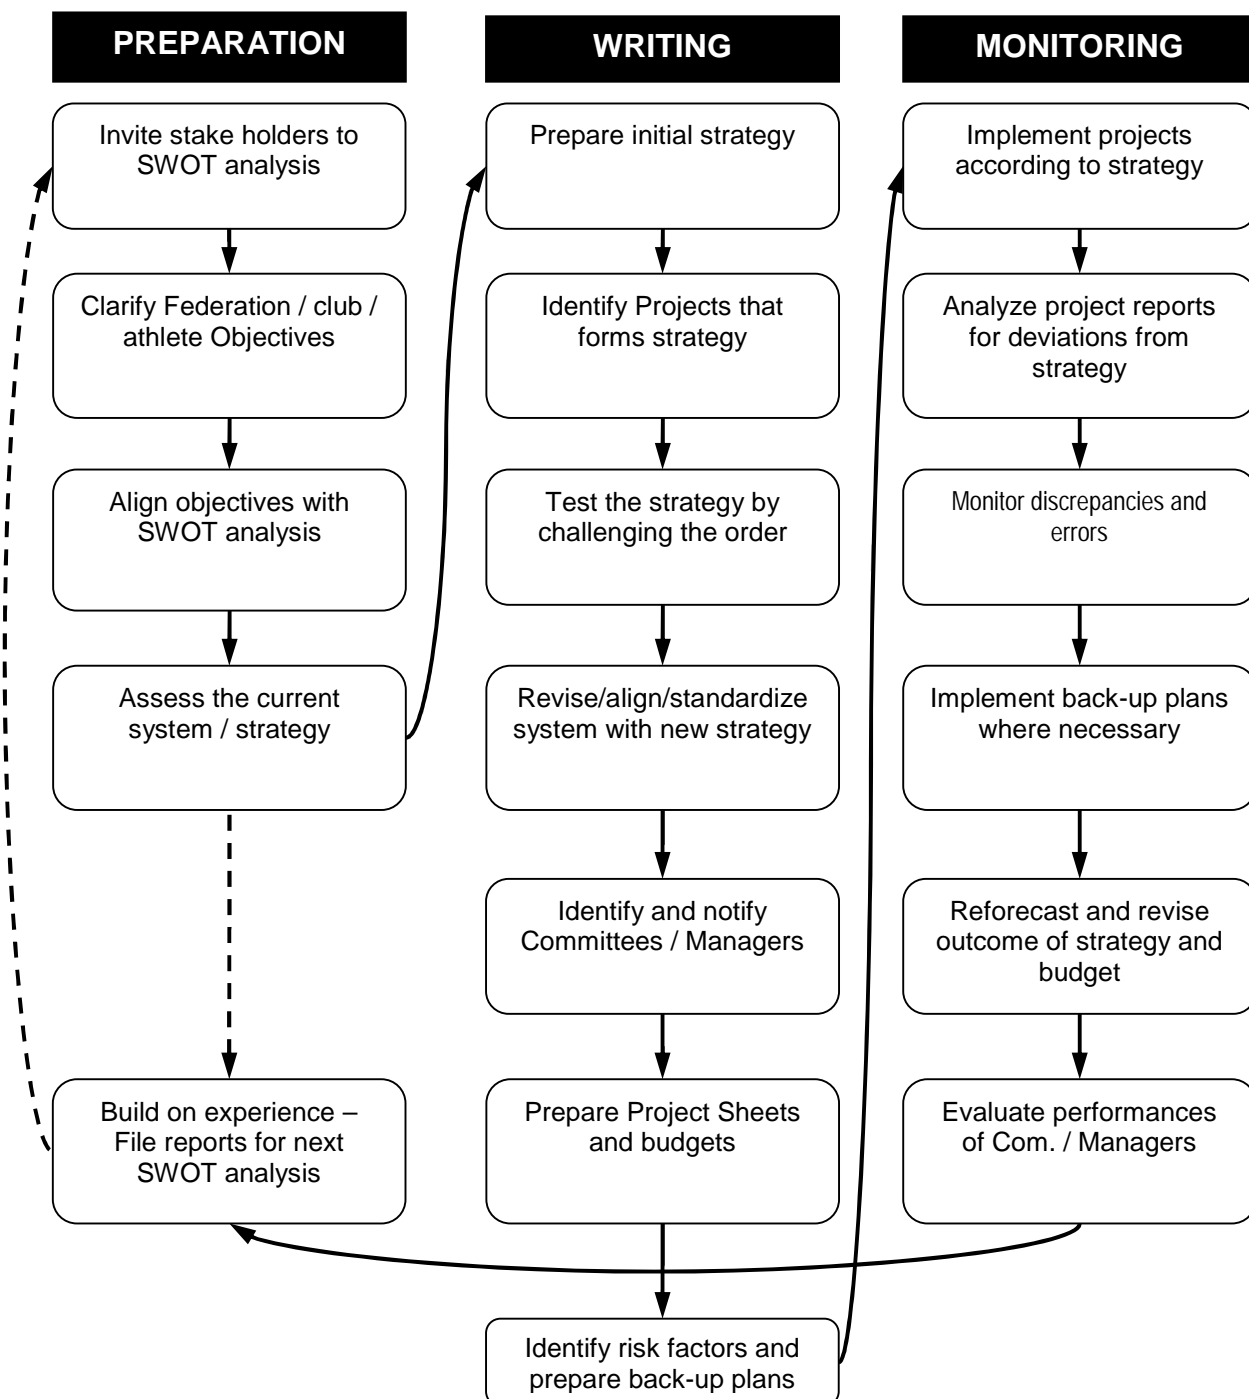 PREPARATION
Invite stake holders to
SWOT analysis
Clarify Federation / club /
athlete Objectives
Align objectives with
SWOT analysis
Assess the current
system / strategy
Build on experience –
File reports for next
SWOT analysis
WRITING
Prepare initial strategy
Identify Projects that
forms strategy
Test the strategy by
challenging the order
Revise/align/standardize
system with new strategy
Identify and notify
Committees / Managers
Prepare Project Sheets
and budgets
Identify risk factors and
prepare back-up plans
MONITORING
Implement projects
according to strategy
Analyze project reports
for deviations from
strategy
Monitor discrepancies and
errors
Implement back-up plans
where necessary
Reforecast and revise
outcome of strategy and
budget
Evaluate performances
of Com. / Managers